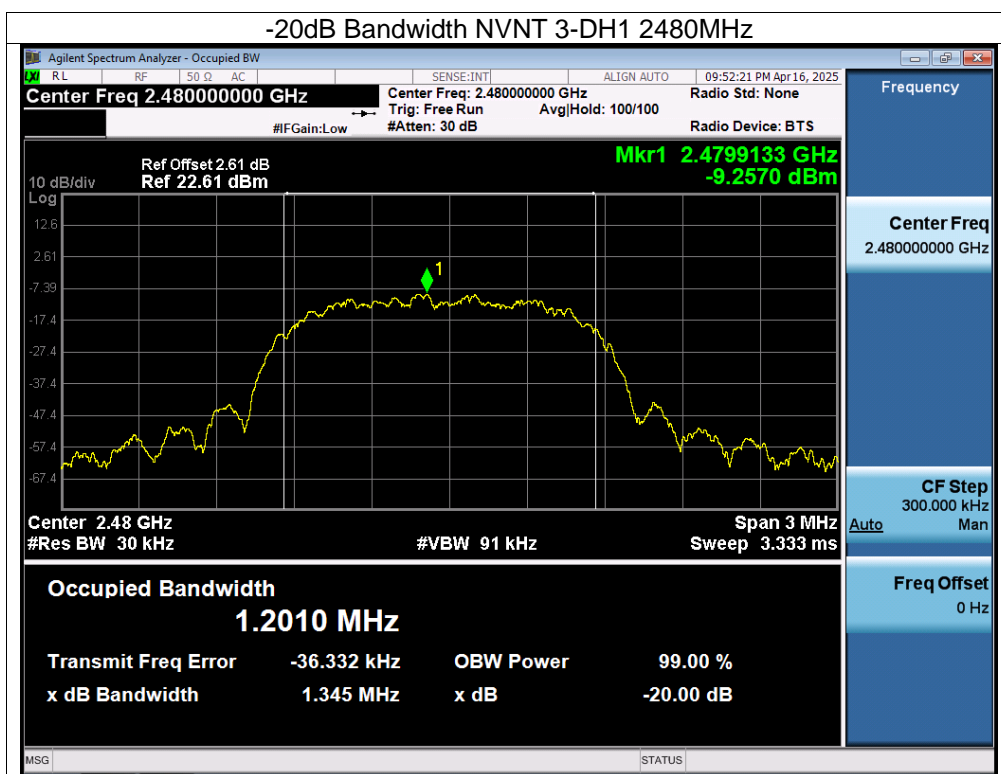 -20dB Bandwidth NVNT 3-DH1 2480MHz
Agilent Spectrum Analyzer - Occupied BW
LXI RL RF 50 Ω AC SENSE:INT ALIGN AUTO 09:52:21 PM Apr 16, 2025
Center Freq 2.480000000 GHz Center Freq: 2.480000000 GHz Radio Std: None
Trig: Free Run Avg|Hold: 100/100
#IFGain:Low #Atten: 30 dB Radio Device: BTS
Frequency
Mkr1 2.4799133 GHz
-9.2570 dBm
Ref Offset 2.61 dB
10 dB/div Ref 22.61 dBm
Log
12.6
2.61
-7.39
-17.4
-27.4
-37.4
-47.4
-57.4
-67.4
1
Center 2.48 GHz Span 3 MHz
#Res BW 30 kHz #VBW 91 kHz Sweep 3.333 ms
Center Freq
2.480000000 GHz
CF Step
300.000 kHz
Auto Man
Freq Offset
0 Hz
Occupied Bandwidth
1.2010 MHz
Transmit Freq Error -36.332 kHz OBW Power 99.00 %
x dB Bandwidth 1.345 MHz x dB -20.00 dB
MSG STATUS